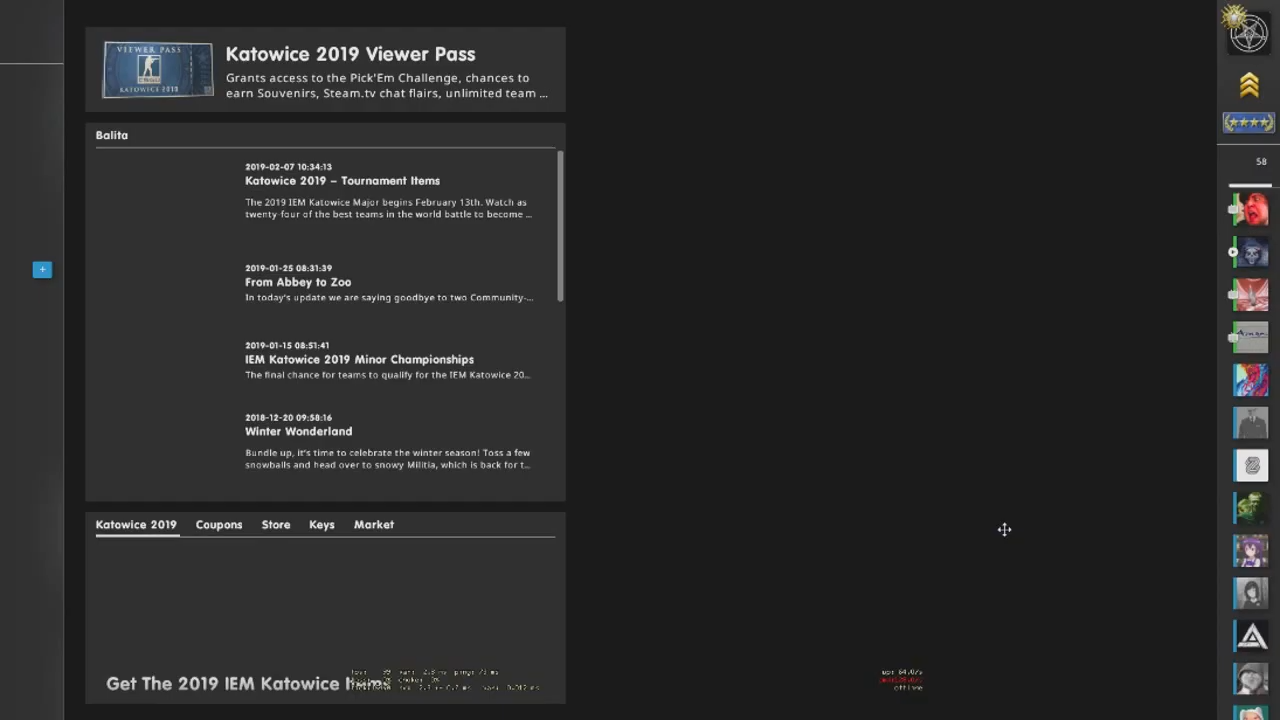 VIEWER PASS
KATOWICE 2019
Katowice 2019 Viewer Pass
Grants access to the Pick'Em Challenge, chances to
earn Souvenirs, Steam.tv chat flairs, unlimited team ...
Balita
2019-02-07 10:34:13
Katowice 2019 – Tournament Items
The 2019 IEM Katowice Major begins February 13th. Watch as
twenty-four of the best teams in the world battle to become ...
2019-01-25 08:31:39
From Abbey to Zoo
In today's update we are saying goodbye to two Community-...
2019-01-15 08:51:41
IEM Katowice 2019 Minor Championships
The final chance for teams to qualify for the IEM Katowice 20...
2018-12-20 09:58:16
Winter Wonderland
Bundle up, it's time to celebrate the winter season! Toss a few
snowballs and head over to snowy Militia, which is back for t...
Katowice 2019 Coupons Store Keys Market
Get The 2019 IEM Katowice
offline
58